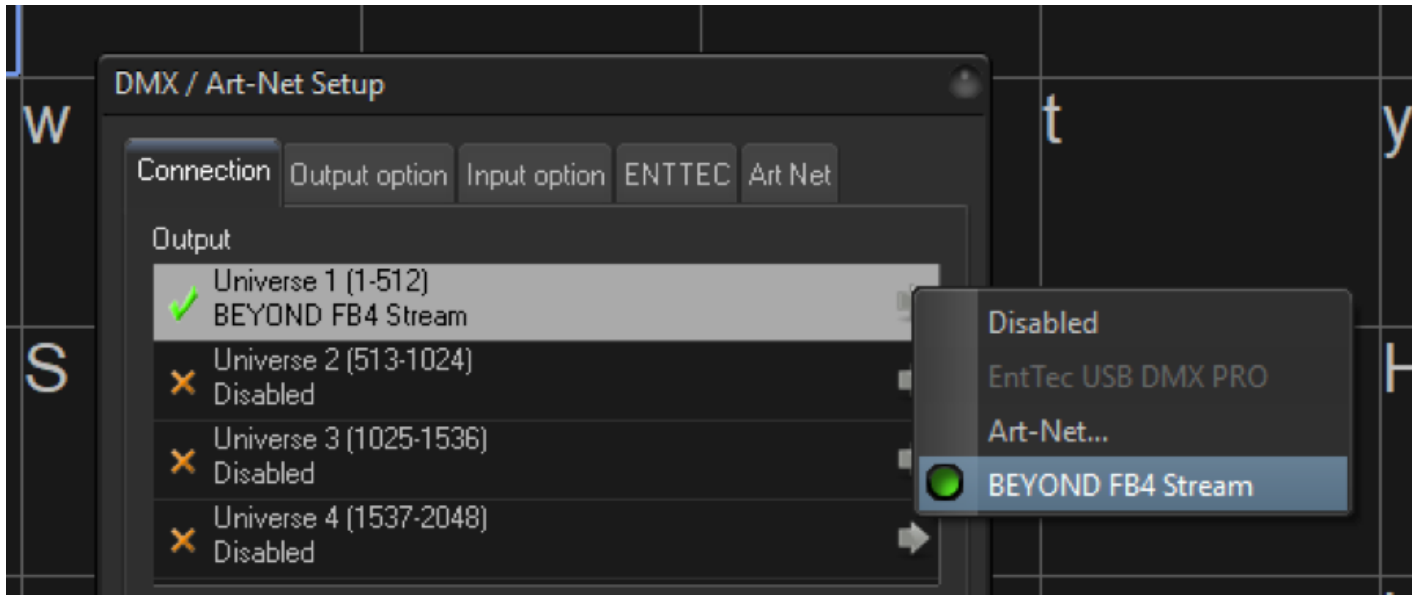 DMX / Art-Net Setup
w
t
y
Connection Output option Input option ENTTEC Art Net
Output
Universe 1 (1-512)
BEYOND FB4 Stream
Universe 2 (513-1024)
Disabled
Universe 3 (1025-1536)
Disabled
Universe 4 (1537-2048)
Disabled
Disabled
EntTec USB DMX PRO
Art-Net...
BEYOND FB4 Stream
S
H